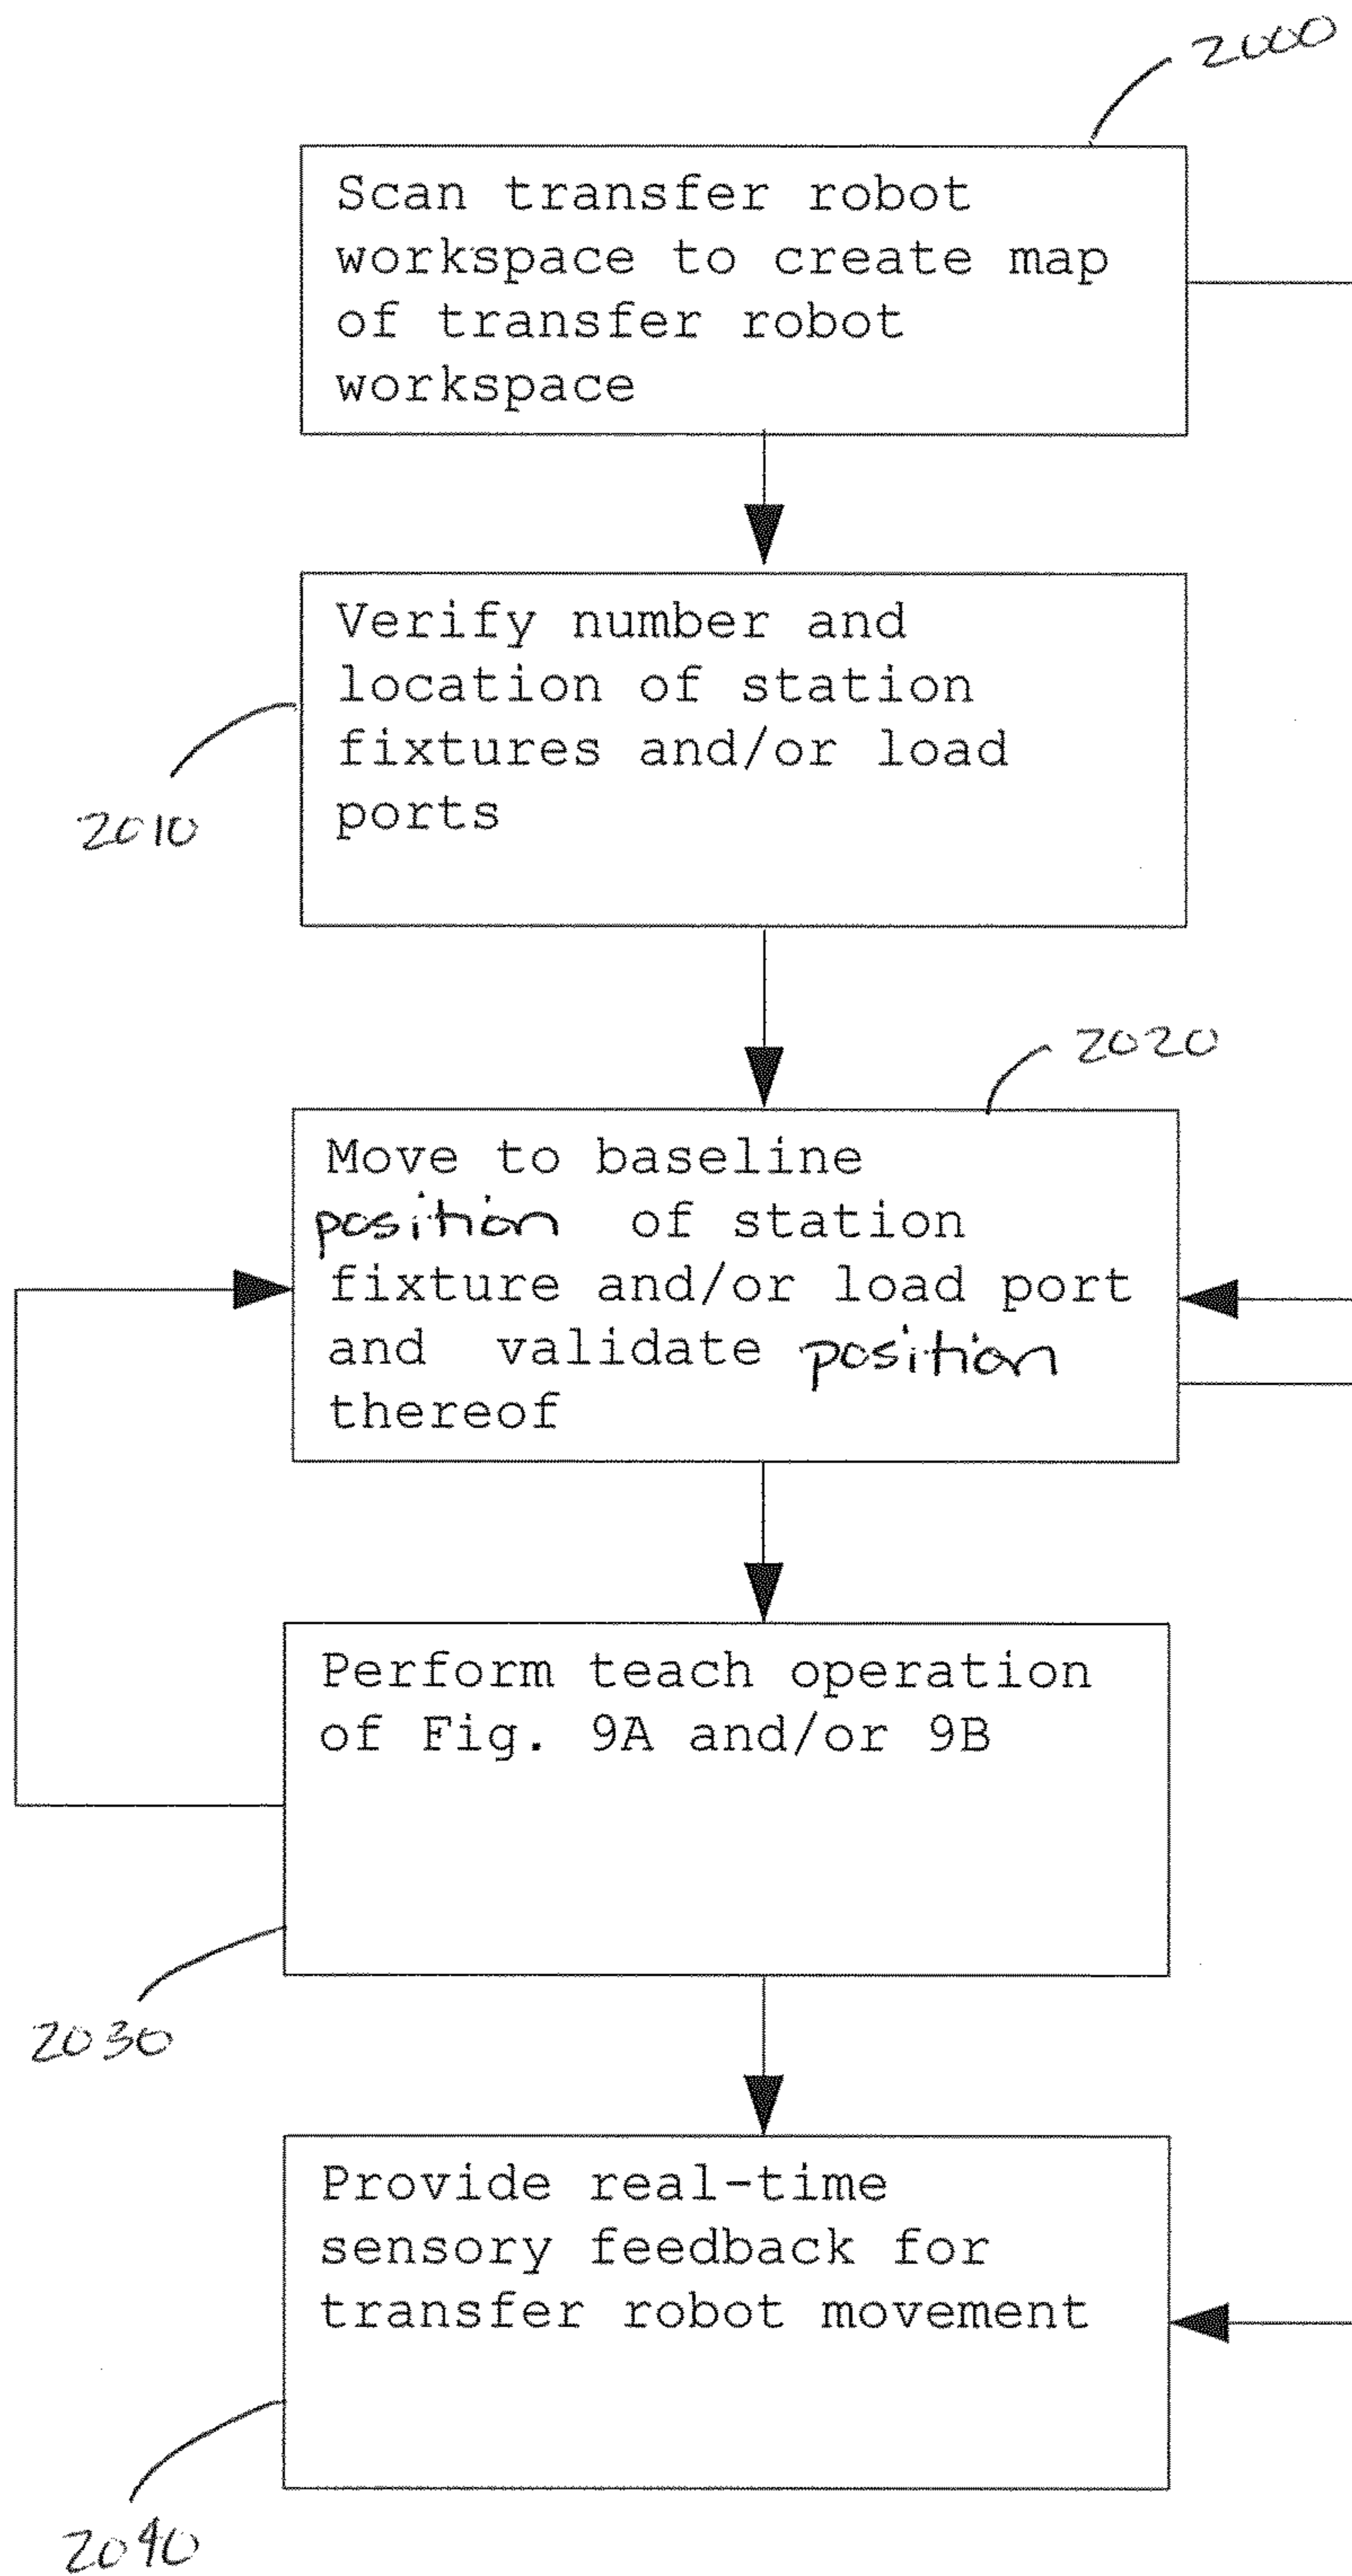 2000
Scan transfer robot
workspace to create map
of transfer robot
workspace
Verify number and
location of station
fixtures and/or load
ports
2010
2020
Move to baseline
position of station
fixture and/or load port
and validate position
thereof
Perform teach operation
of Fig. 9A and/or 9B
2030
Provide real-time
sensory feedback for
transfer robot movement
2040